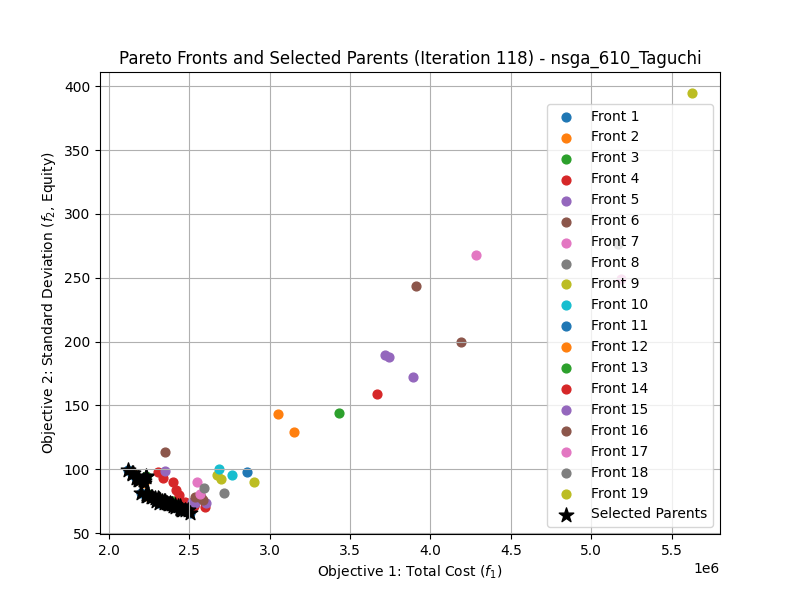 Pareto Fronts and Selected Parents (Iteration 118) - nsga_610_Taguchi
400
350
300
250
200
150
100
50
Objective 2: Standard Deviation (f₂, Equity)
2.0 2.5 3.0 3.5 4.0 4.5 5.0 5.5
1e6
Objective 1: Total Cost (f₁)
Front 1
Front 2
Front 3
Front 4
Front 5
Front 6
Front 7
Front 8
Front 9
Front 10
Front 11
Front 12
Front 13
Front 14
Front 15
Front 16
Front 17
Front 18
Front 19
Selected Parents